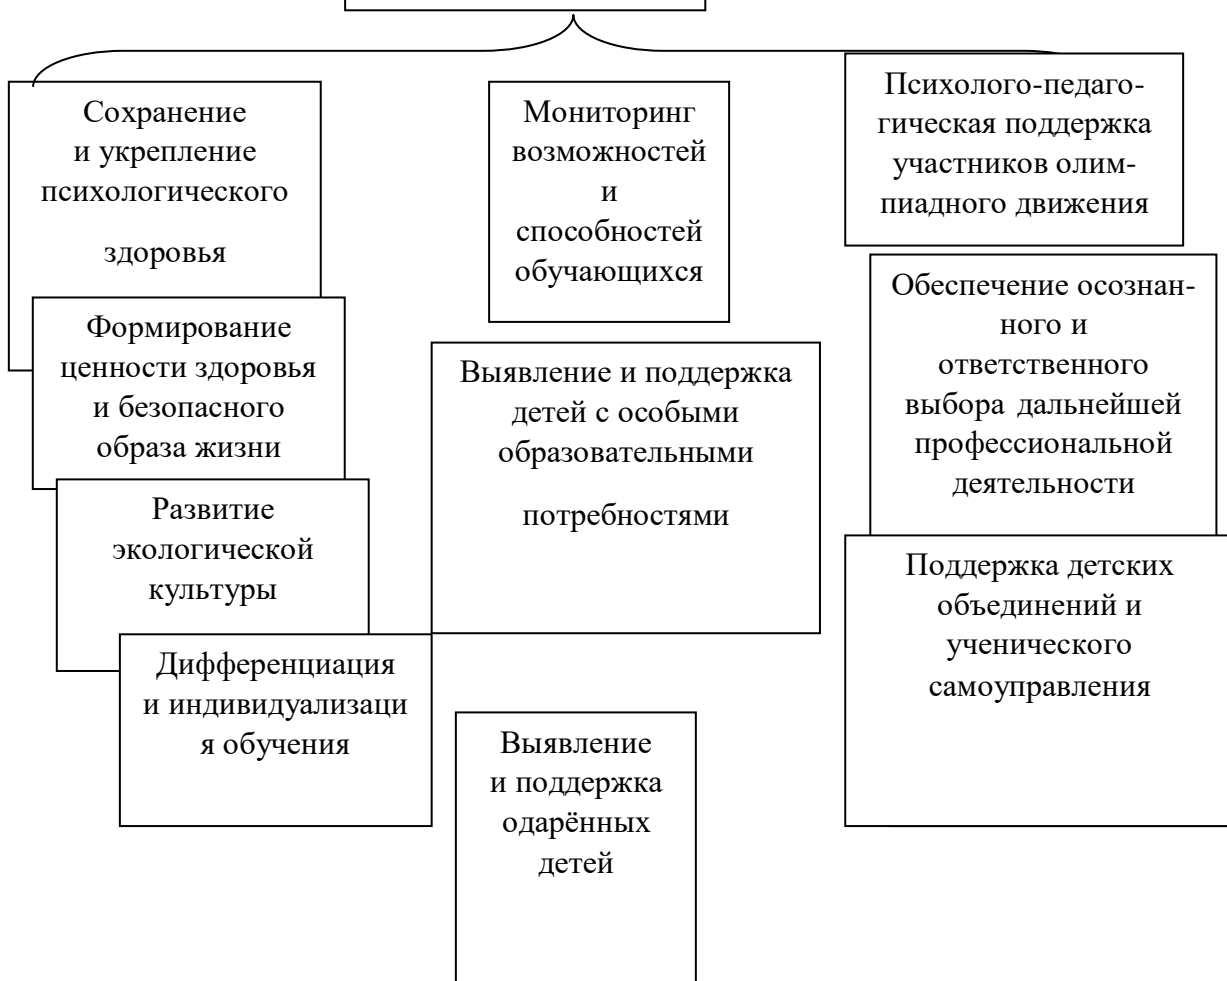 Сохранение
и укрепление
психологического
здоровья
Формирование
ценности здоровья
и безопасного
образа жизни
Развитие
экологической
культуры
Дифференциация
и индивидуализаци
я обучения
Мониторинг
возможностей
и
способностей
обучающихся
Выявление и поддержка
детей с особыми
образовательными
потребностями
Выявление
и поддержка
одарённых
детей
Психолого-педаго-
гическая поддержка
участников олим-
пиадного движения
Обеспечение осознан-
ного и
ответственного
выбора дальнейшей
профессиональной
деятельности
Поддержка детских
объединений и
ученического
самоуправления